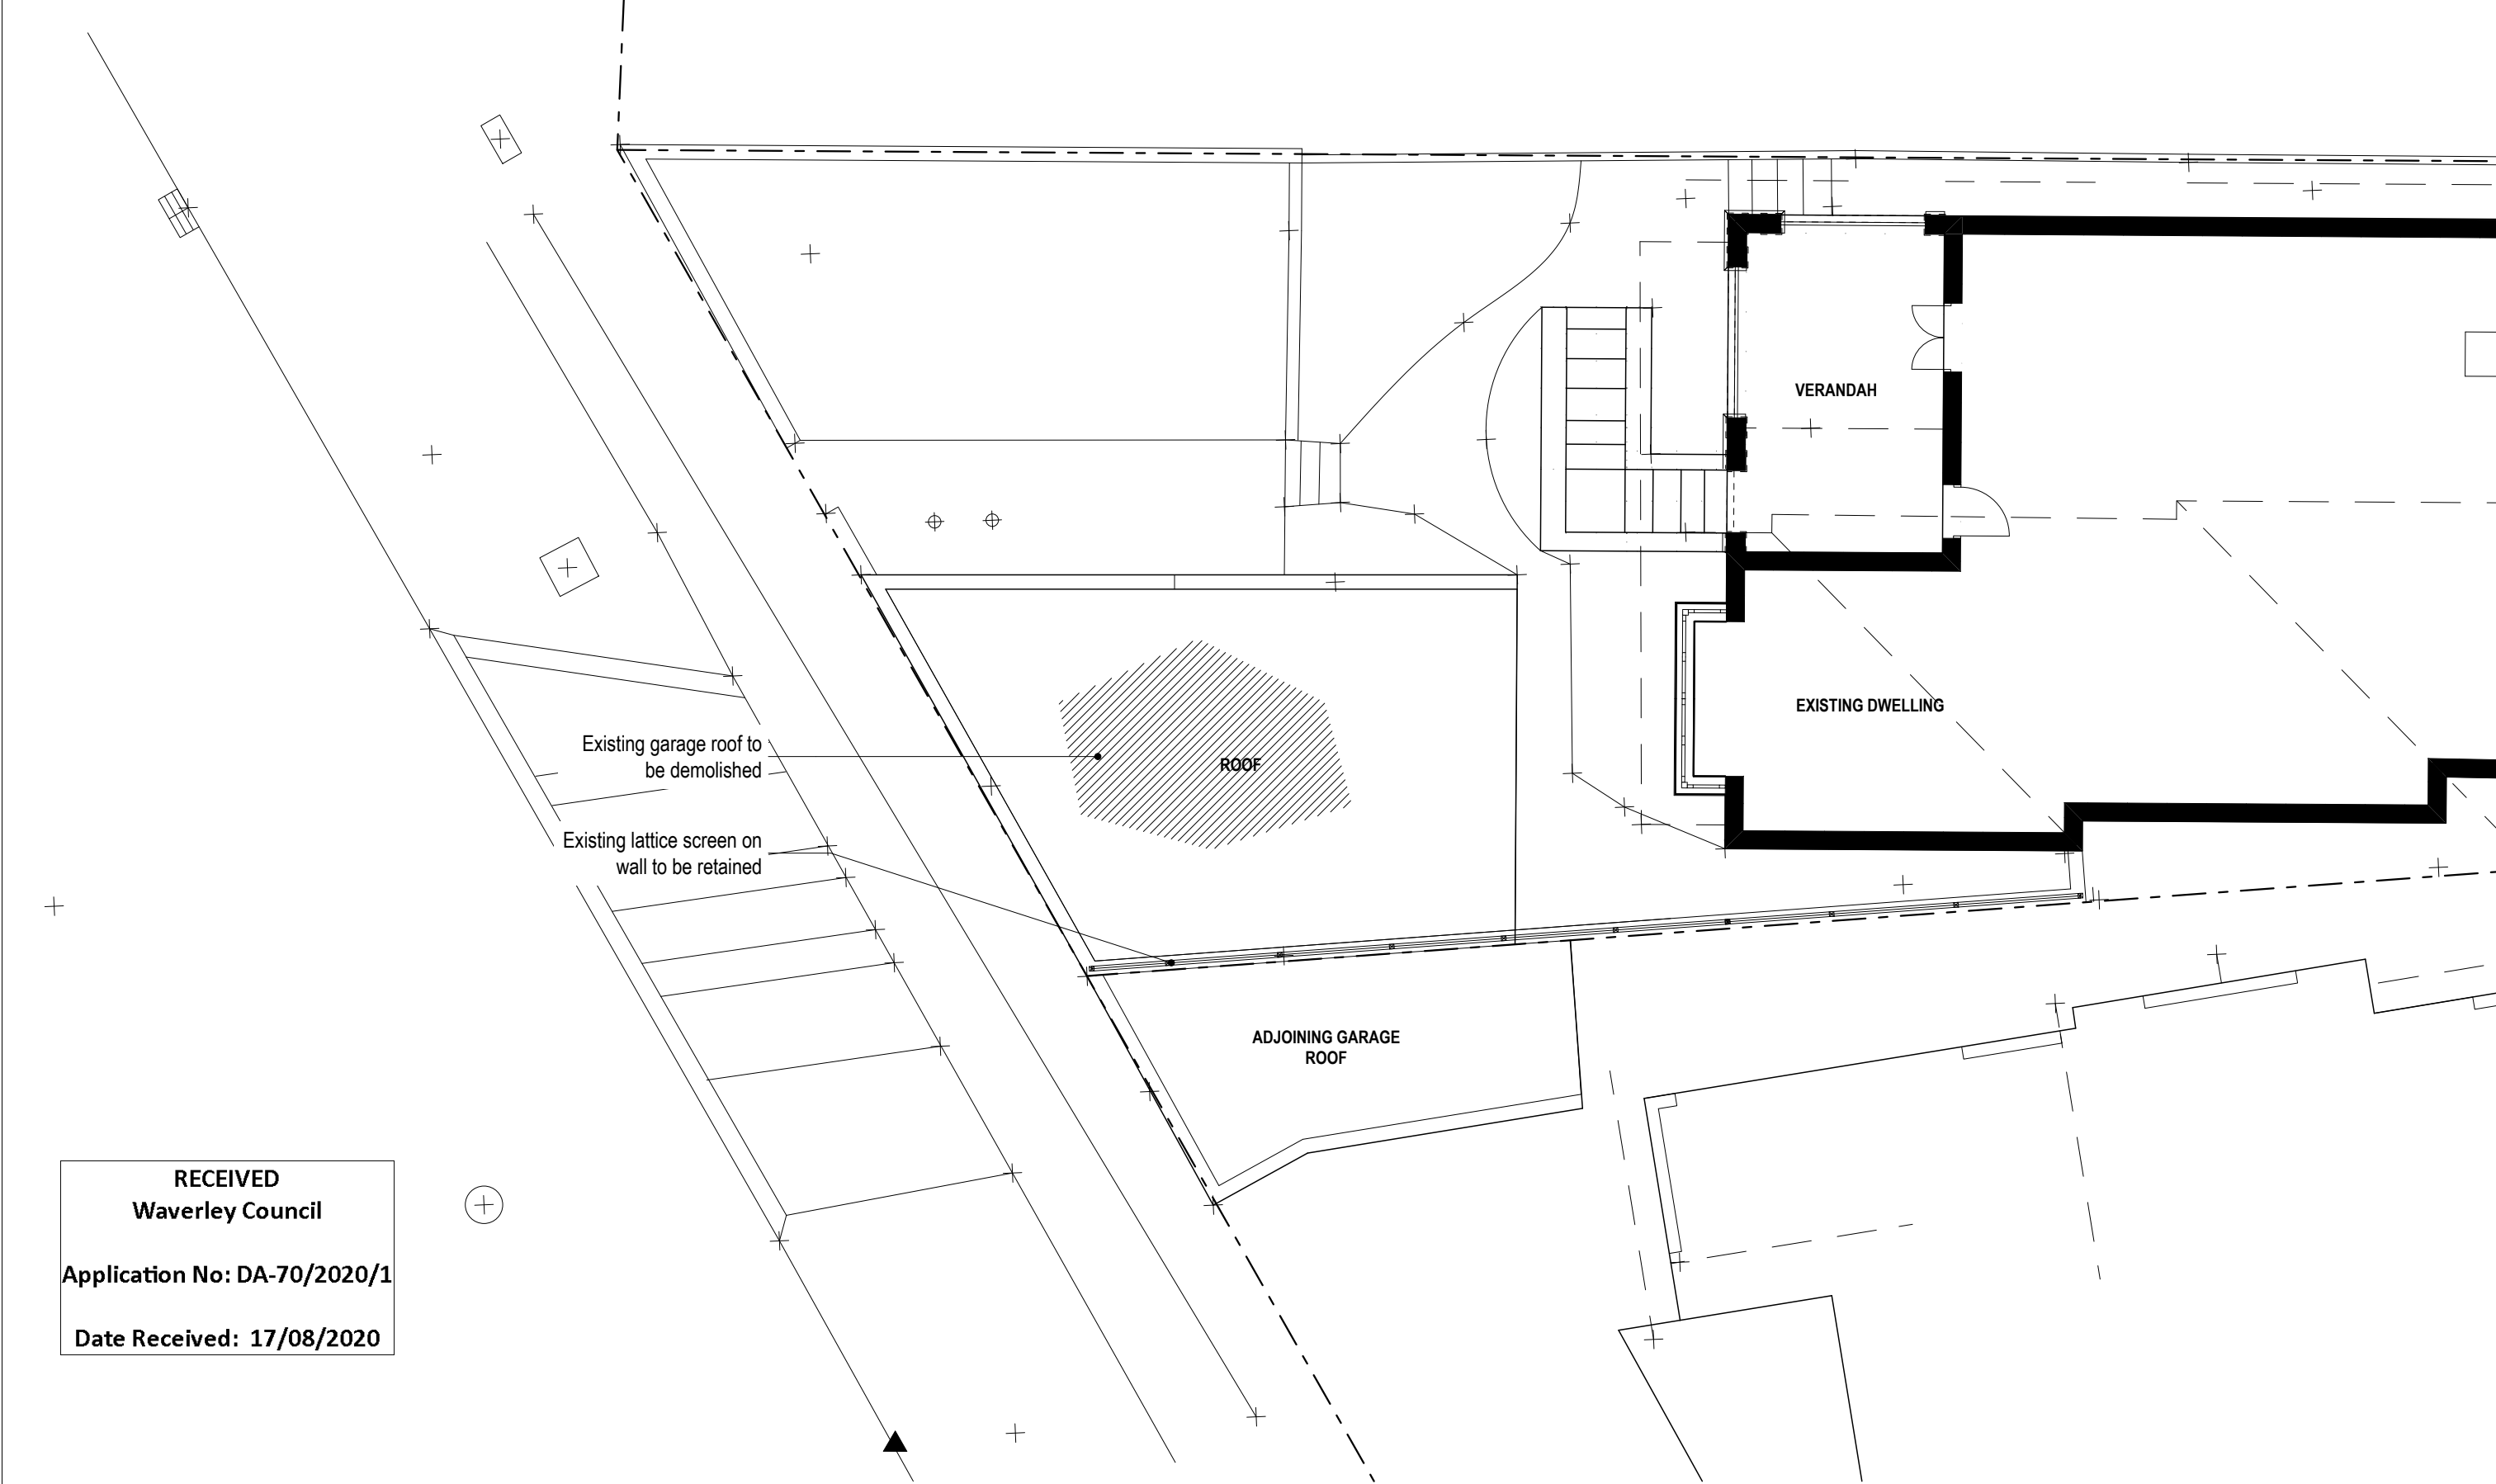 VERANDAH
EXISTING DWELLING
Existing garage roof to
be demolished
ROOF
Existing lattice screen on
wall to be retained
ADJOINING GARAGE
ROOF
RECEIVED
Waverley Council
Application No: DA-70/2020/1
Date Received: 17/08/2020